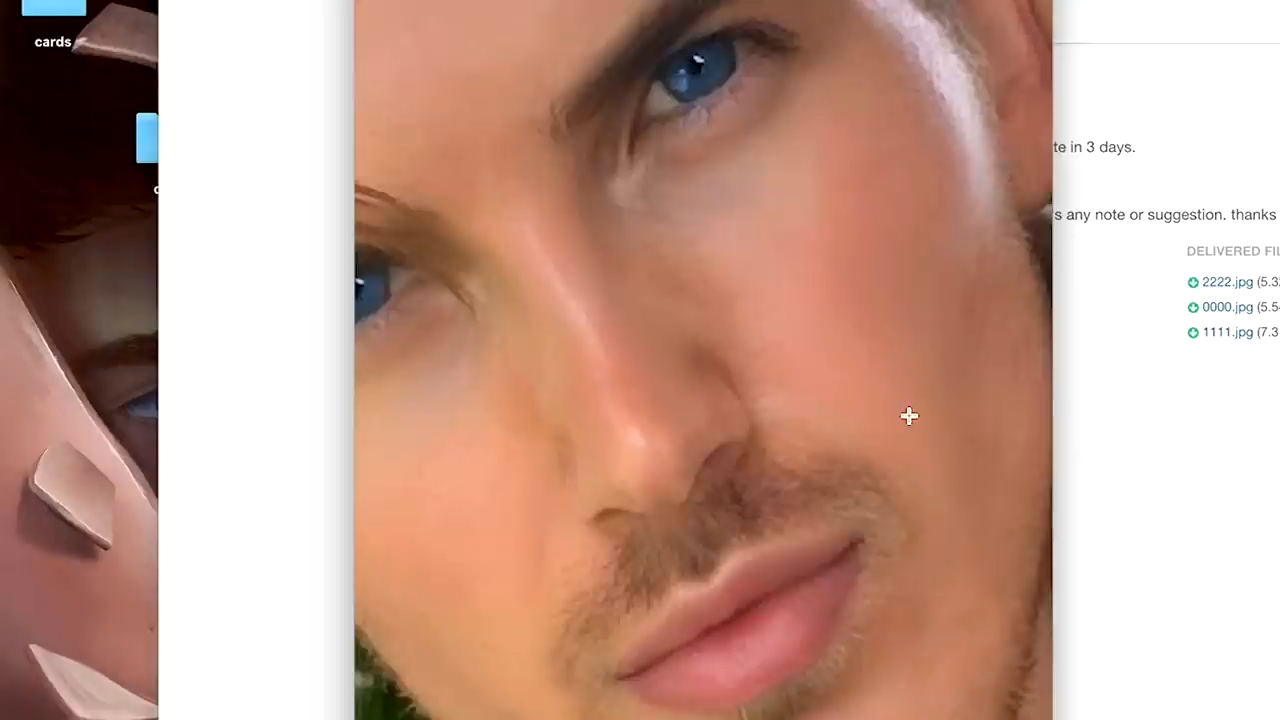 cards
te in 3 days.
s any note or suggestion. thanks
DELIVERED FIL
2222.jpg (5.3
0000.jpg (5.5
1111.jpg (7.3